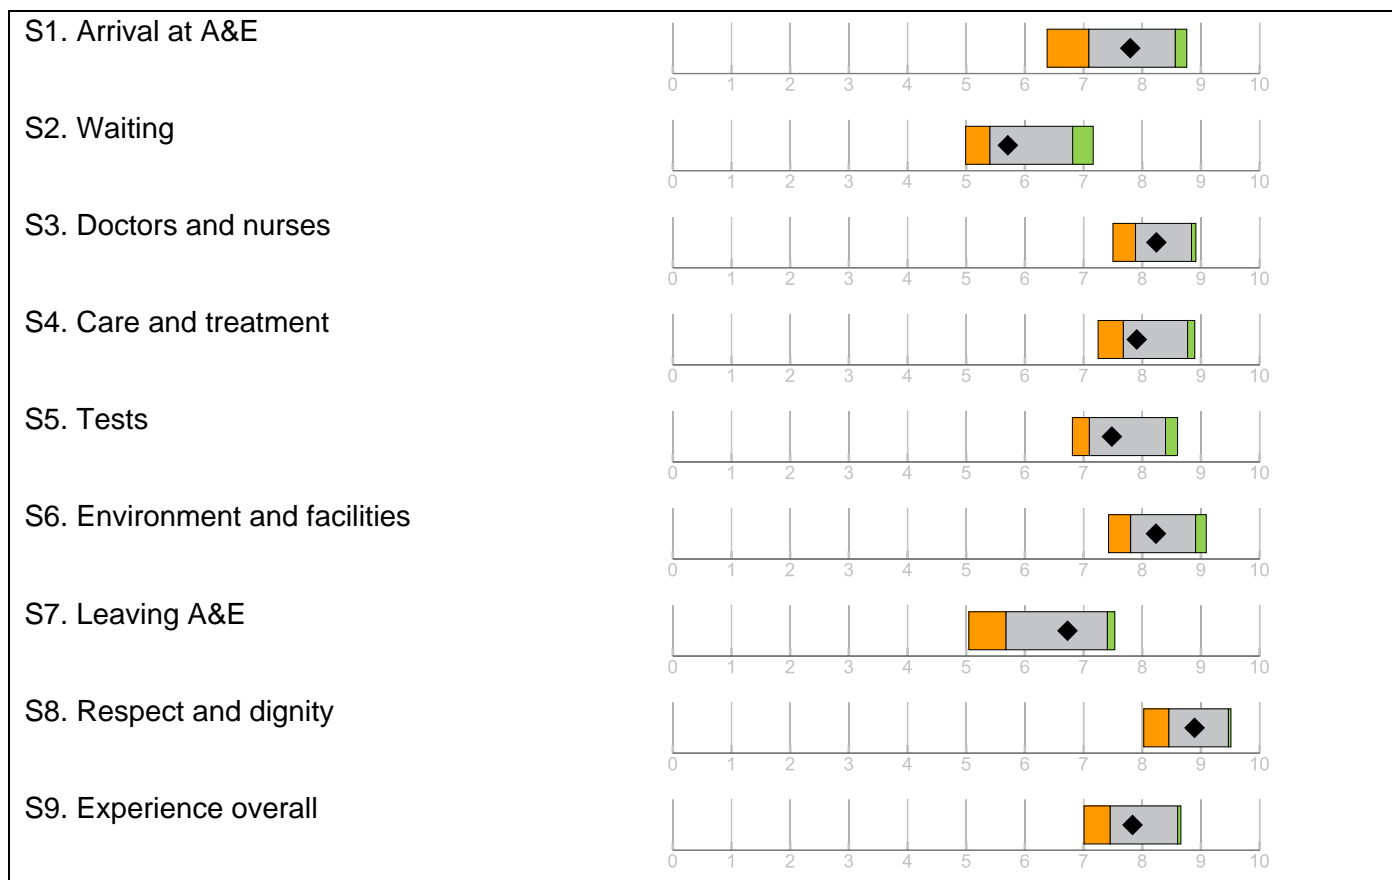 S1. Arrival at A&E
0 1 2 3 4 5 6 7 8 9 10
S2. Waiting
0 1 2 3 4 5 6 7 8 9 10
S3. Doctors and nurses
0 1 2 3 4 5 6 7 8 9 10
S4. Care and treatment
0 1 2 3 4 5 6 7 8 9 10
S5. Tests
0 1 2 3 4 5 6 7 8 9 10
S6. Environment and facilities
0 1 2 3 4 5 6 7 8 9 10
S7. Leaving A&E
0 1 2 3 4 5 6 7 8 9 10
S8. Respect and dignity
0 1 2 3 4 5 6 7 8 9 10
S9. Experience overall
0 1 2 3 4 5 6 7 8 9 10